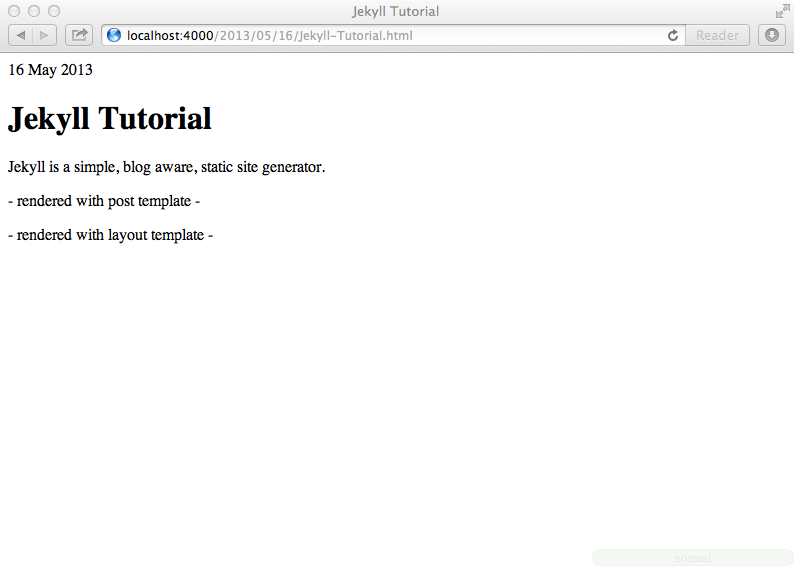 Jekyll Tutorial
localhost:4000/2013/05/16/Jekyll-Tutorial.html
Reader
16 May 2013
Jekyll Tutorial
Jekyll is a simple, blog aware, static site generator.
- rendered with post template -
- rendered with layout template -
normal